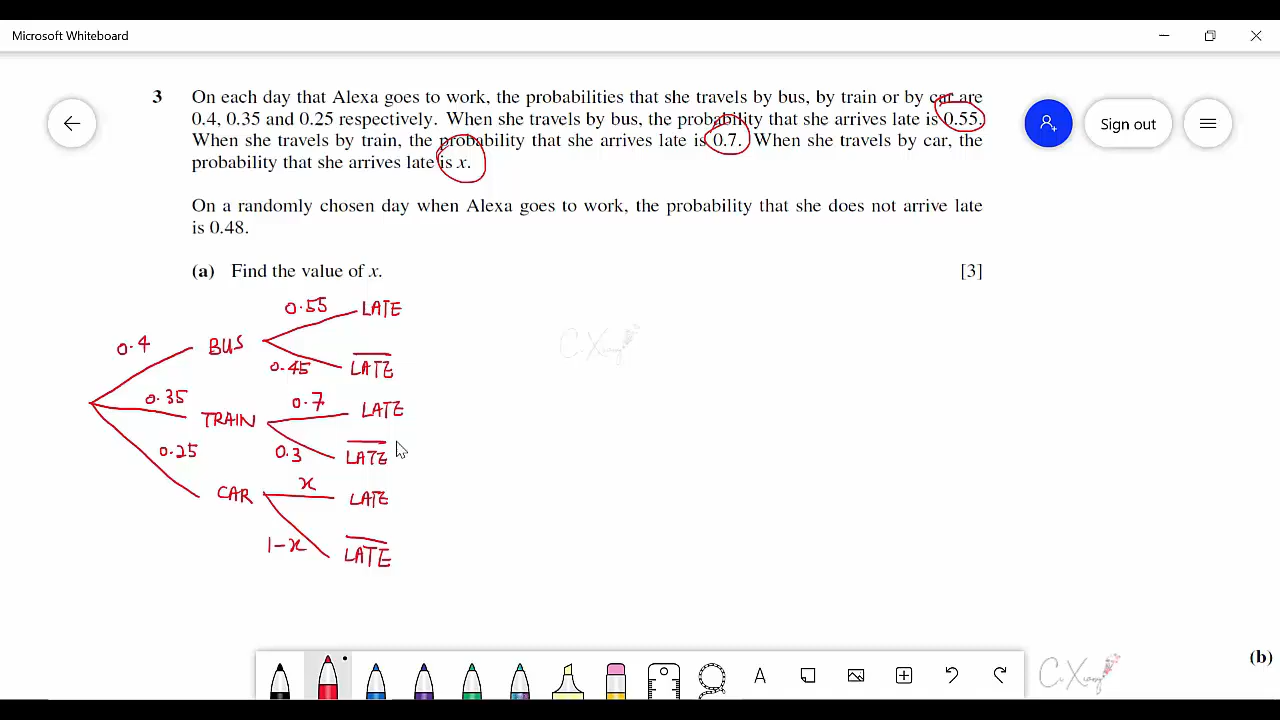 Microsoft Whiteboard
3 On each day that Alexa goes to work, the probabilities that she travels by bus, by train or by car are
0.4, 0.35 and 0.25 respectively. When she travels by bus, the probability that she arrives late is 0.55.
When she travels by train, the probability that she arrives late is 0.7. When she travels by car, the
probability that she arrives late is x.
Sign out
On a randomly chosen day when Alexa goes to work, the probability that she does not arrive late
is 0.48.
(a) Find the value of x. [3]
0.55 LATE
0.4 BUS
0.45 LATE
0.35 0.7 LATE
TRAIN
0.25 0.3 LATE
x
CAR LATE
1-x LATE
C.Xiang
(b)
A
C.Xiang